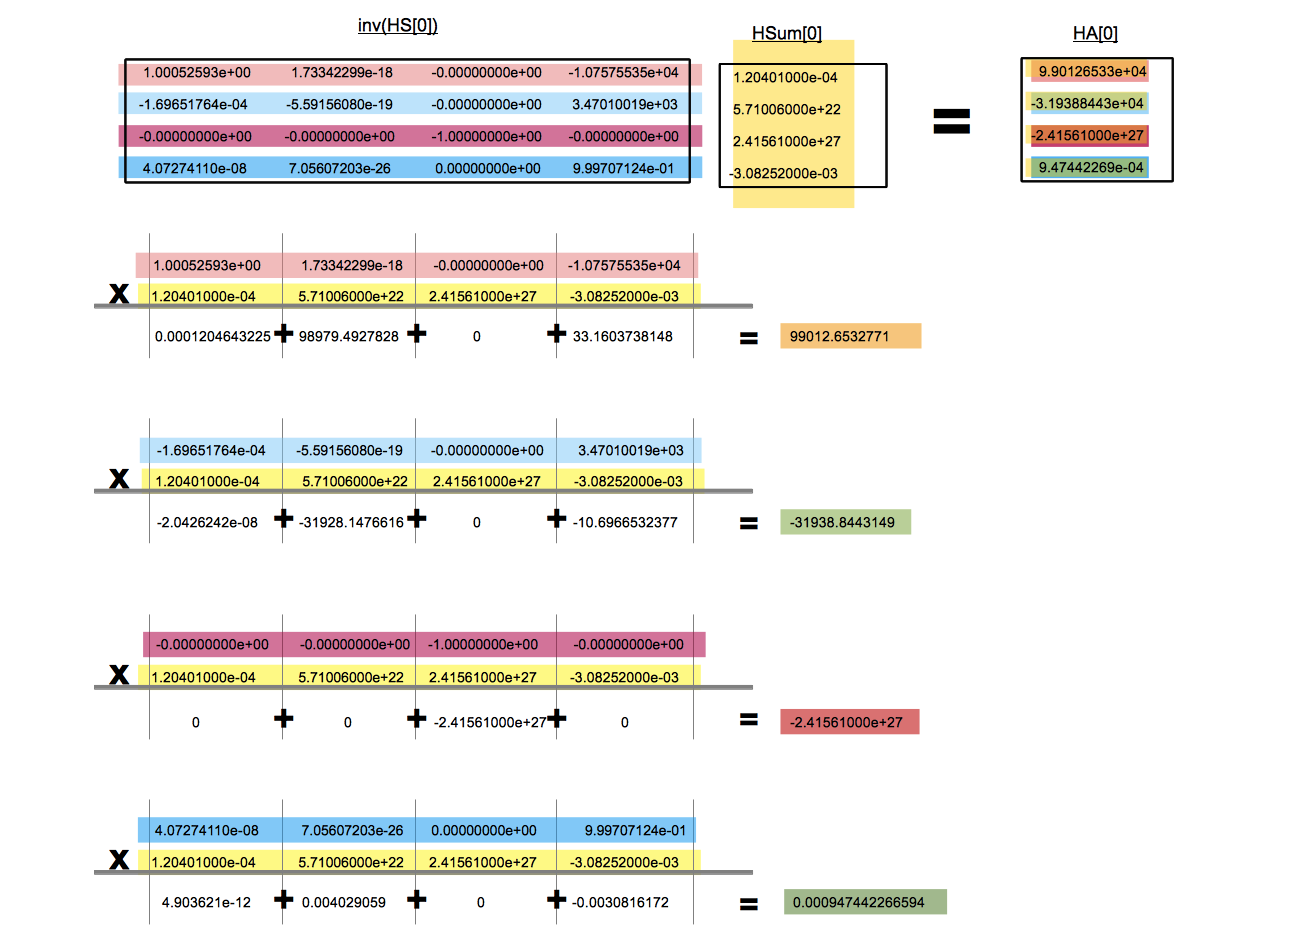 inv(HS[0]) HSum[0] HA[0]
1.00052593e+00 1.73342299e-18 -0.00000000e+00 -1.07575535e+04 1.20401000e-04 9.90126533e+04
-1.69651764e-04 -5.59156080e-19 -0.00000000e+00 3.47010019e+03 5.71006000e+22 = -3.19388443e+04
-0.00000000e+00 -0.00000000e+00 -1.00000000e+00 -0.00000000e+00 2.41561000e+27 -2.41561000e+27
4.07274110e-08 7.05607203e-26 0.00000000e+00 9.99707124e-01 -3.08252000e-03 9.47442269e-04
1.00052593e+00 1.73342299e-18 -0.00000000e+00 -1.07575535e+04
x 1.20401000e-04 5.71006000e+22 2.41561000e+27 -3.08252000e-03
0.0001204643225 + 98979.4927828 + 0 + 33.1603738148 = 99012.6532771
-1.69651764e-04 -5.59156080e-19 -0.00000000e+00 3.47010019e+03
x 1.20401000e-04 5.71006000e+22 2.41561000e+27 -3.08252000e-03
-2.0426242e-08 + -31928.1476616 + 0 + -10.6966532377 = -31938.8443149
-0.00000000e+00 -0.00000000e+00 -1.00000000e+00 -0.00000000e+00
x 1.20401000e-04 5.71006000e+22 2.41561000e+27 -3.08252000e-03
0 + 0 + -2.41561000e+27 + 0 = -2.41561000e+27
4.07274110e-08 7.05607203e-26 0.00000000e+00 9.99707124e-01
x 1.20401000e-04 5.71006000e+22 2.41561000e+27 -3.08252000e-03
4.903621e-12 + 0.004029059 + 0 + -0.0030816172 = 0.000947442266594